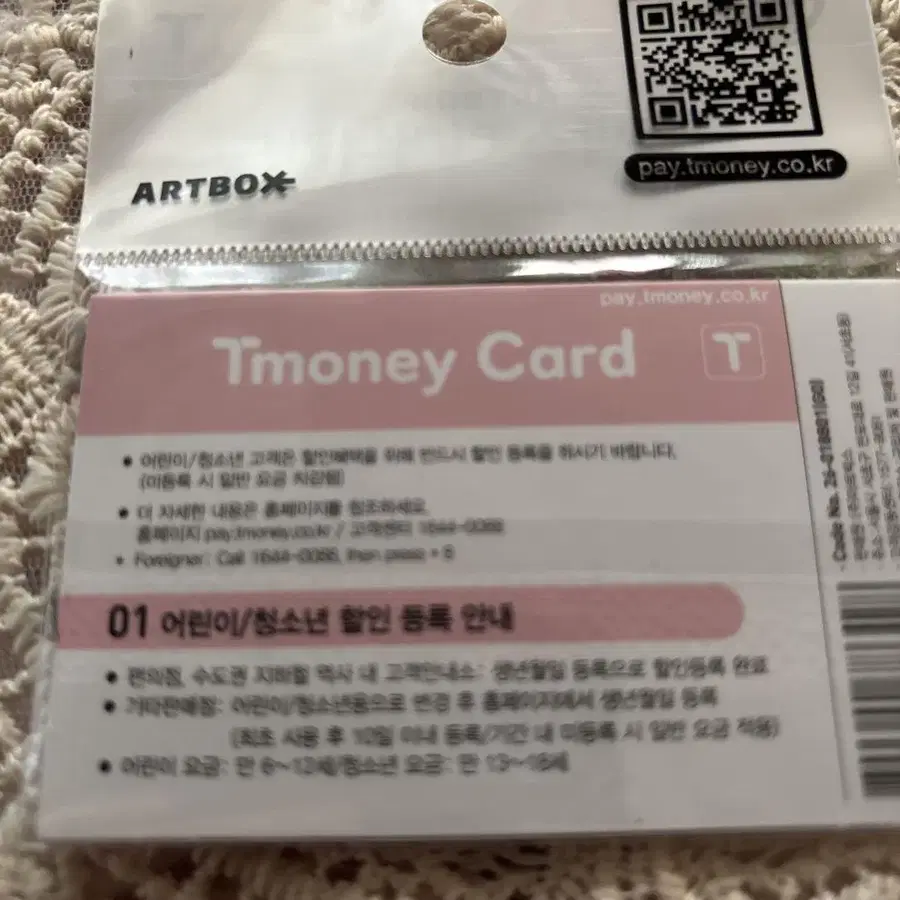 ARTBOX
pay.tmoney.co.kr
pay.tmoney.co.kr
Tmoney Card
T
• 어린이/청소년 고객은 할인혜택을 위해 반드시 할인 등록을 하시기 바랍니다.
(미등록 시 일반 요금 차감됨)
• 더 자세한 내용은 홈페이지를 참조하세요.
홈페이지 pay.tmoney.co.kr / 고객센터 1644-0088
• Foreigner: Call 1644-0088, then press
01 어린이/청소년 할인 등록 안내
• 편의점, 수도권 지하철 역사 내 고객안내소: 생년월일 등록으로 할인등록 완료
• 기타판매점: 어린이/청소년용으로 변경 후 홈페이지에서 생년월일 등록
(최초 사용 후 10일 이내 등록/기간 내 미등록 시 일반 요금 적용)
• 어린이 요금: 만 6~12세/청소년 요금: 만 13~18세
Code No.